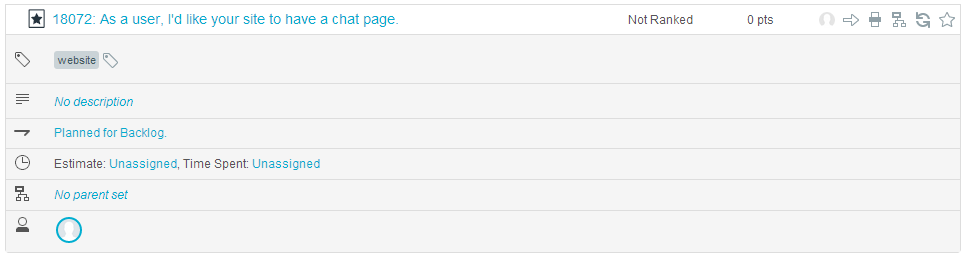 18072: As a user, I'd like your site to have a chat page. Not Ranked 0 pts
website
No description
Planned for Backlog.
Estimate: Unassigned, Time Spent: Unassigned
No parent set